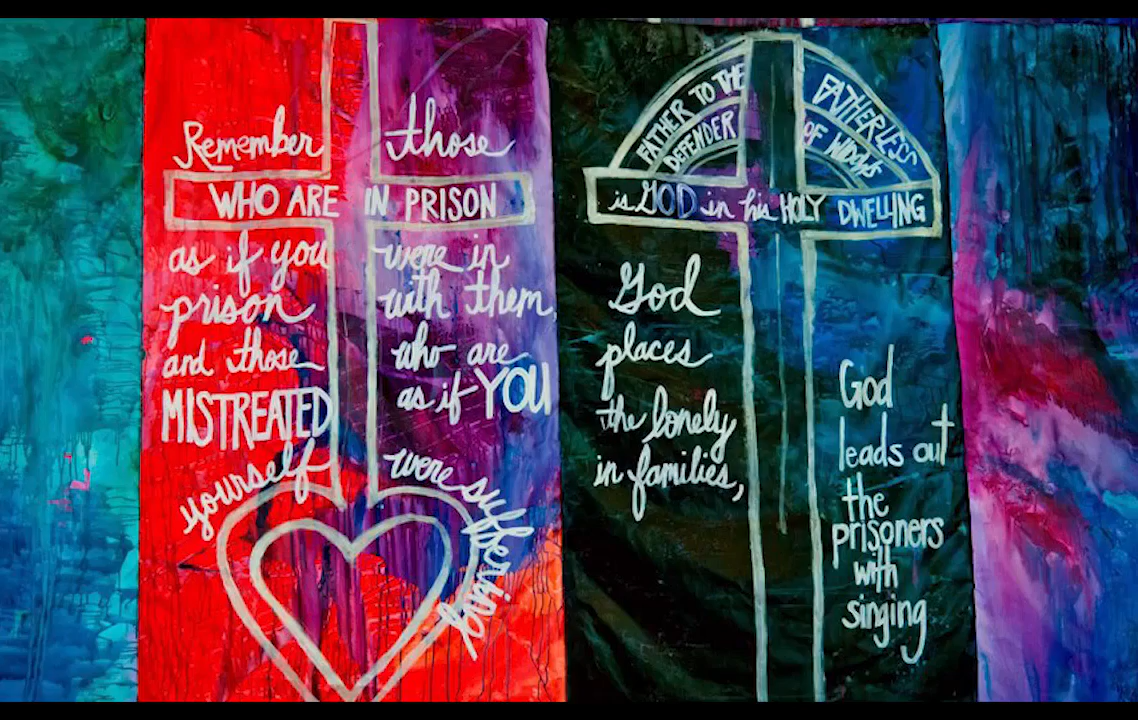 Remember those
WHO ARE IN PRISON
as if you were in
prison with them,
and those who are
MISTREATED as if YOU
yourself were suffering
FATHER TO THE FATHERLESS
DEFENDER OF WIDOWS
is GOD in his HOLY DWELLING
God
places
the lonely
in families,
God
leads out
the
prisoners
with
singing